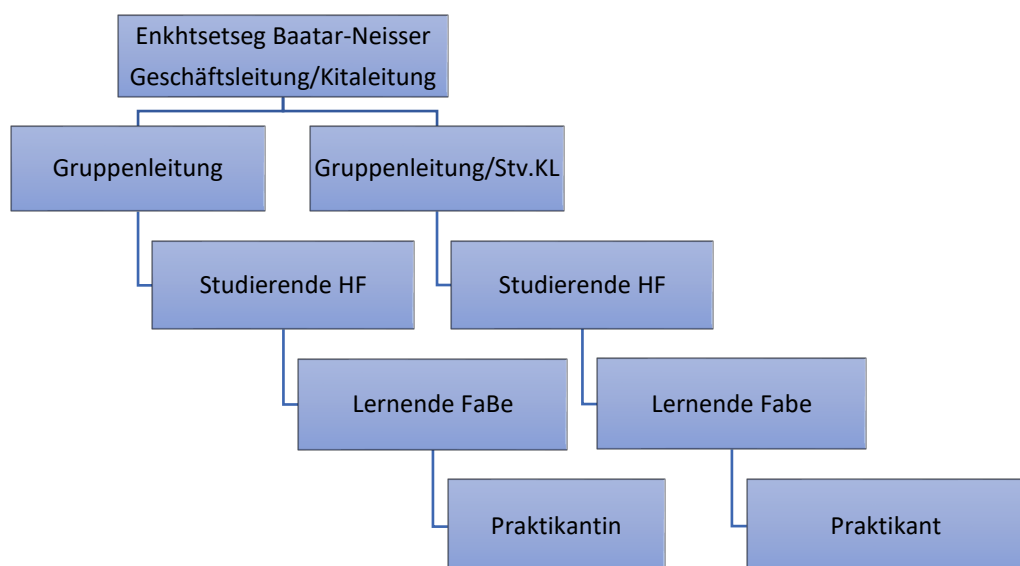 Enkhtsetseg Baatar-Neisser
Geschäftsleitung/Kitaleitung
Gruppenleitung
Gruppenleitung/Stv.KL
Studierende HF
Studierende HF
Lernende FaBe
Lernende Fabe
Praktikantin
Praktikant